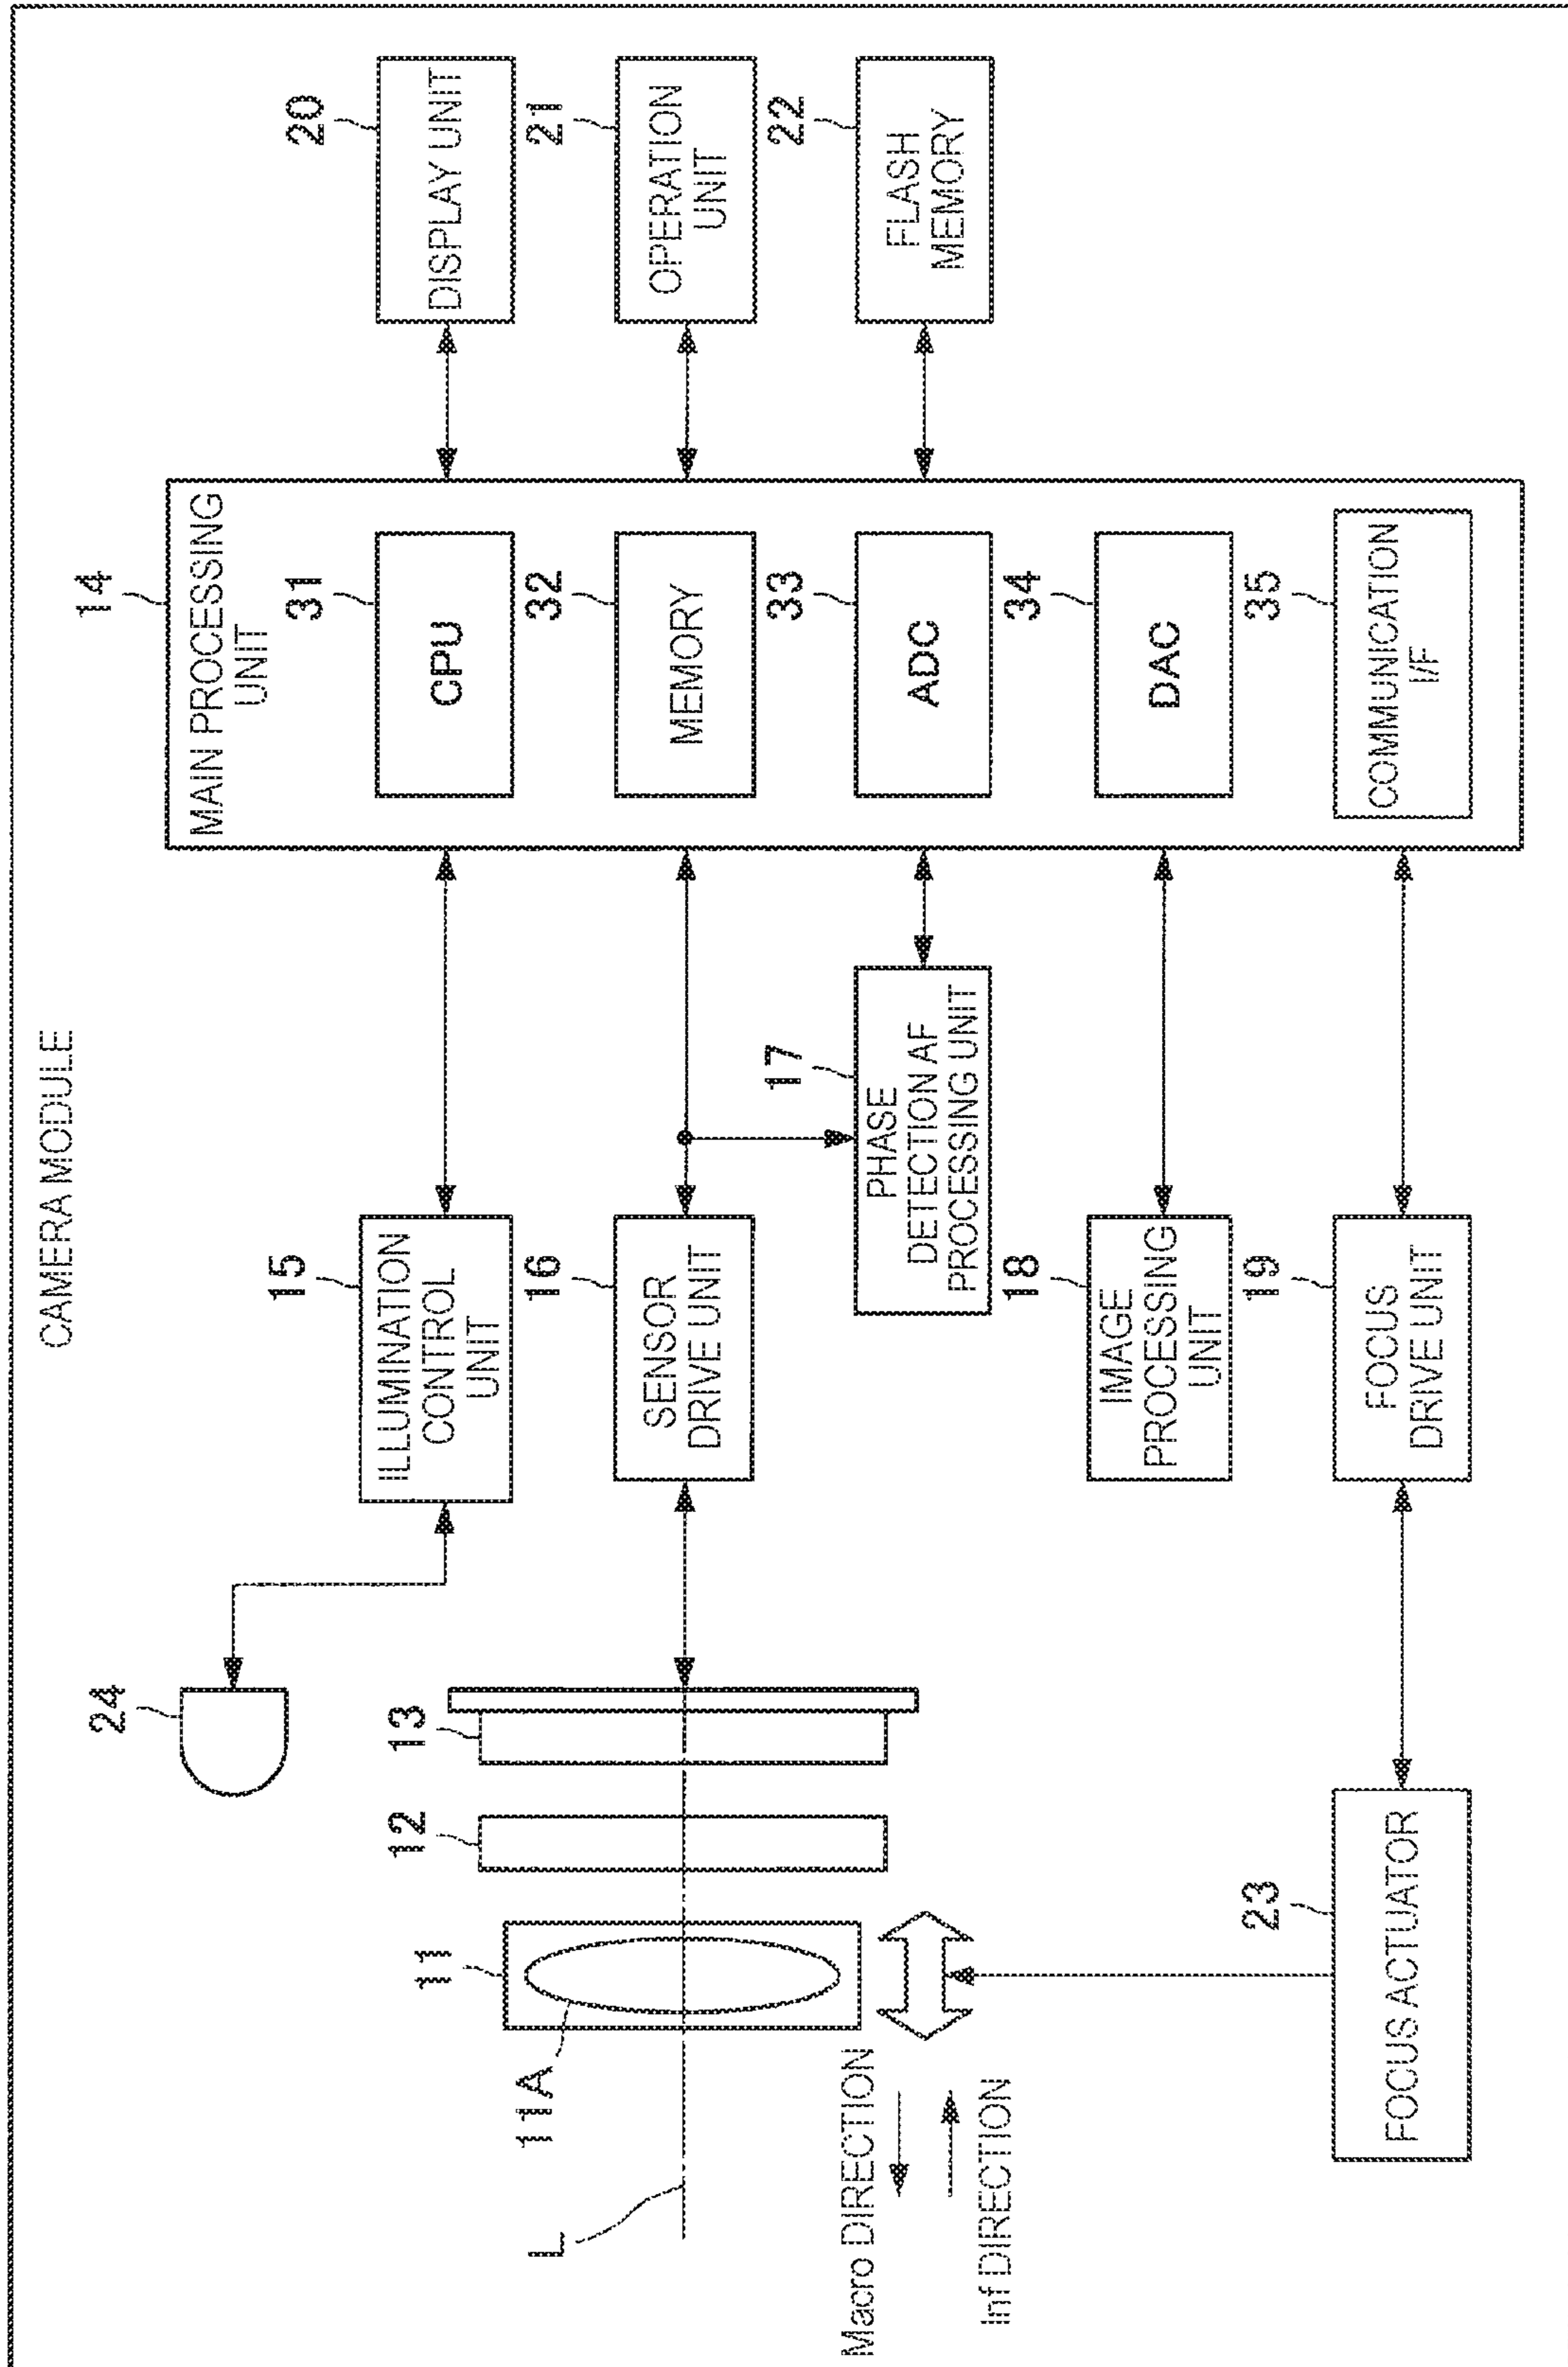 CAMERA MODULE
24
15
ILLUMINATION
CONTROL
UNIT
14
MAIN PROCESSING
UNIT
31
CPU
20
DISPLAY UNIT
11
12
13
16
SENSOR
DRIVE UNIT
32
MEMORY
21
OPERATION
UNIT
11A
L
17
PHASE
DETECTION AF
PROCESSING UNIT
33
ADC
22
FLASH
MEMORY
Macro DIRECTION
Inf DIRECTION
18
IMAGE
PROCESSING
UNIT
34
DAC
23
FOCUS ACTUATOR
19
FOCUS
DRIVE UNIT
35
COMMUNICATION
I/F